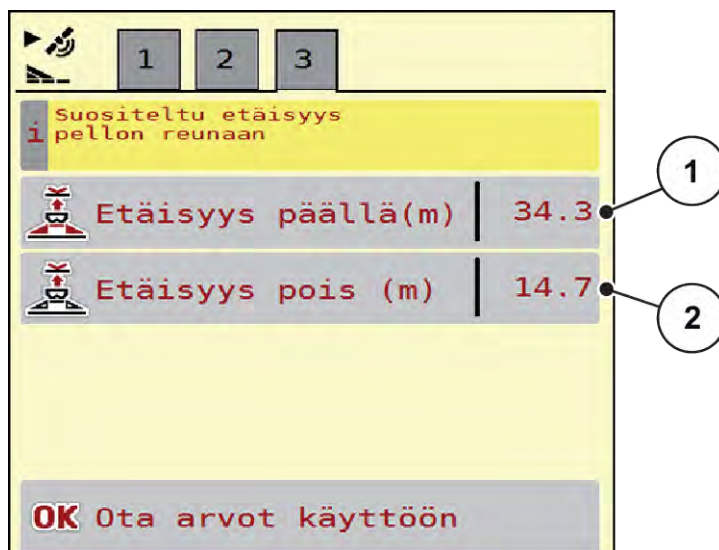 1 2 3
i Suositeltu etäisyys
pellon reunaan
Etäisyys päällä(m) 34.3
1
Etäisyys pois (m) 14.7
2
OK Ota arvot käyttöön